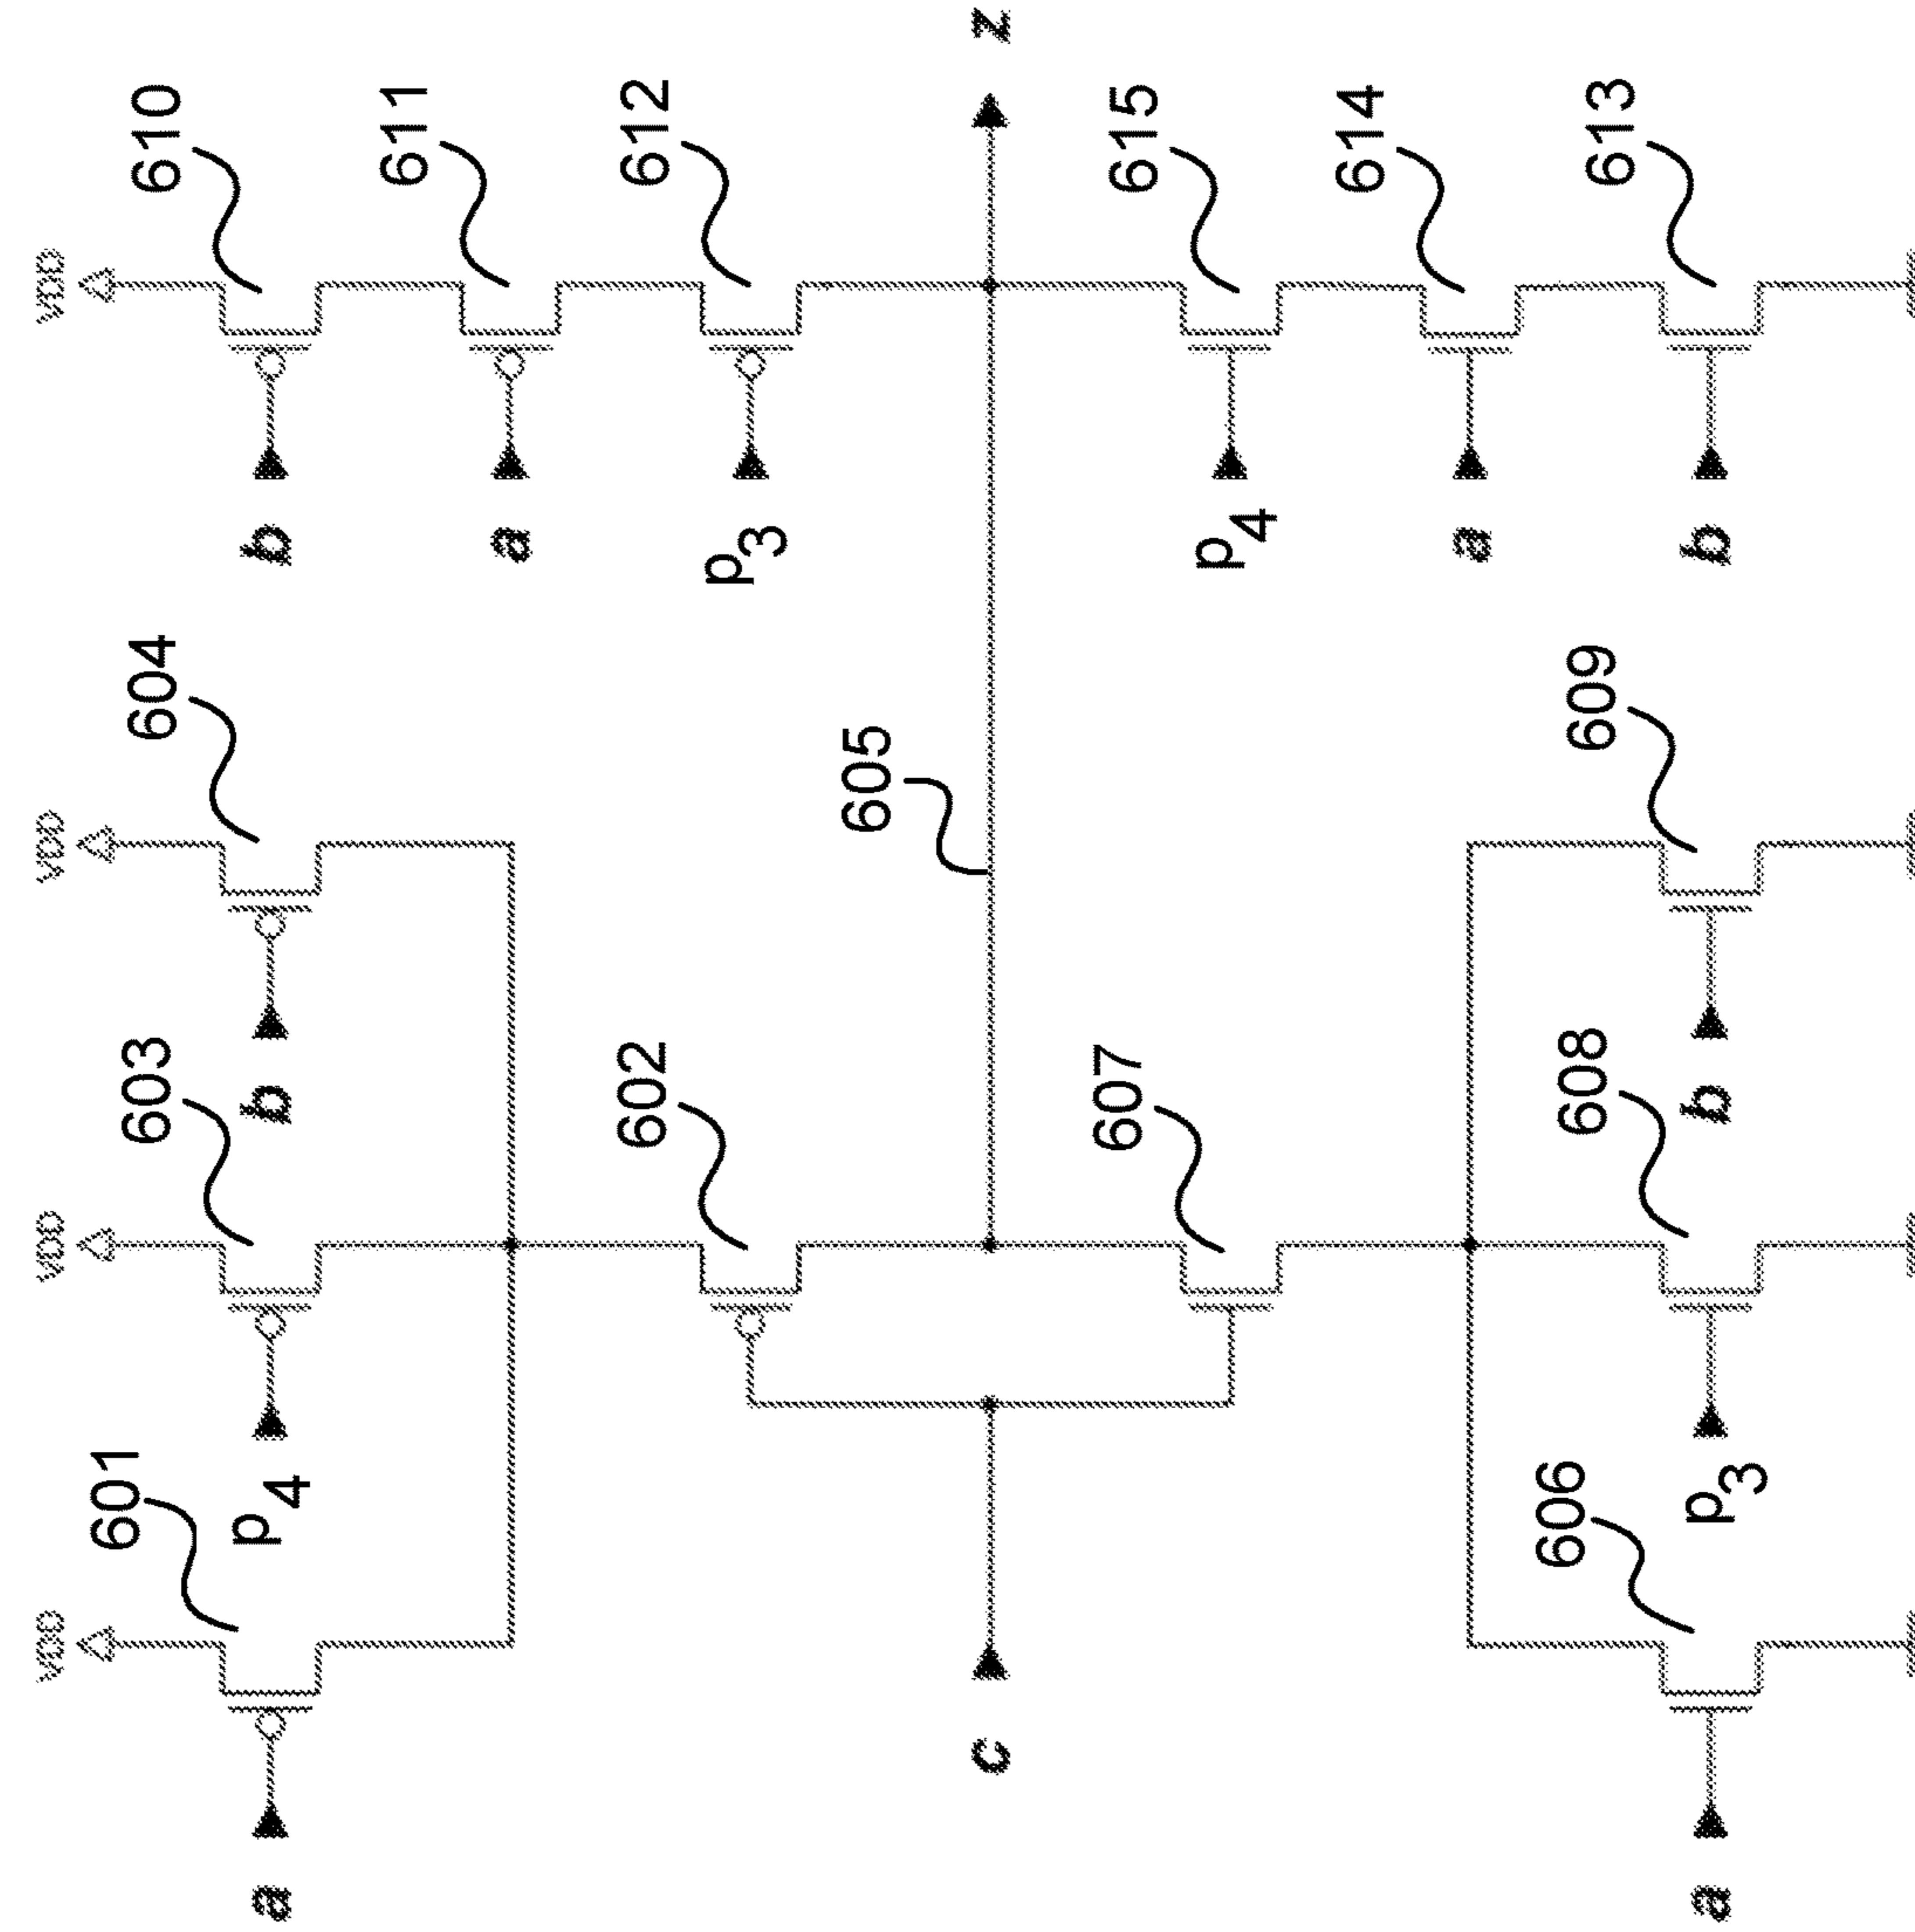 VDD VDD VDD VDD
601 603 604 610
a p4 b b
611
a
602 612
p3
605
c z
607 615
p4
614
a
606 608 609 613
a p3 b b